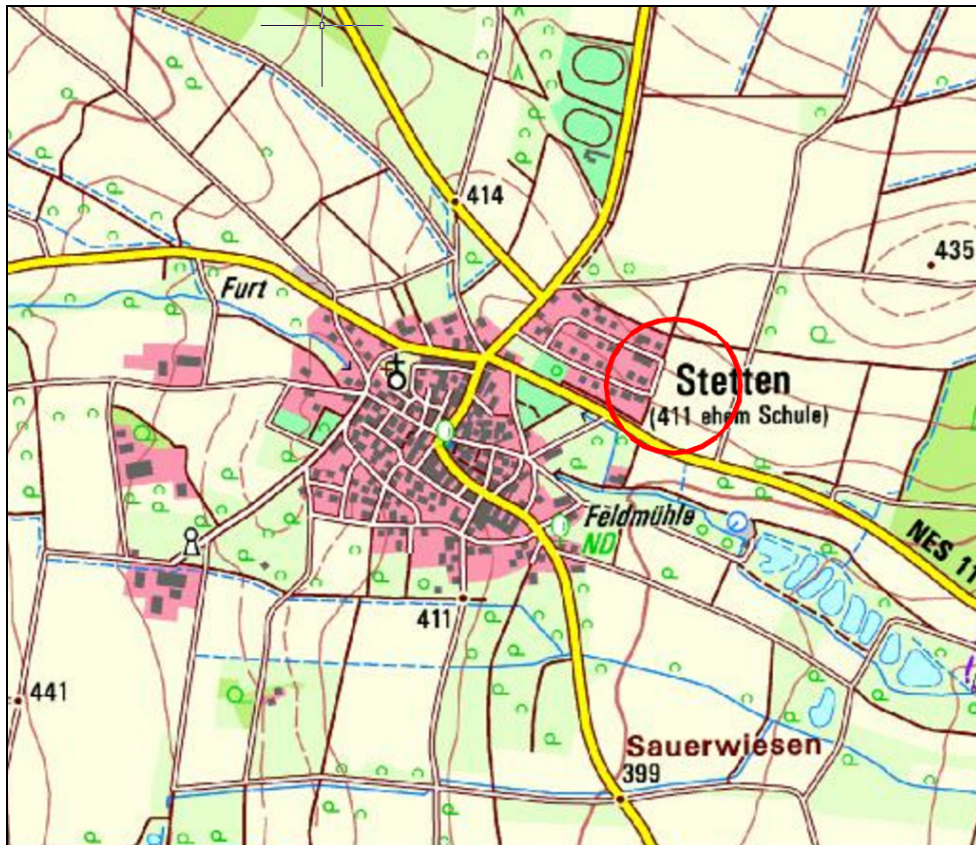 414
435
Furt
Stetten
(411 ehem Schule)
Feldmühle
ND
NES 11
411
441
Sauerwiesen
399